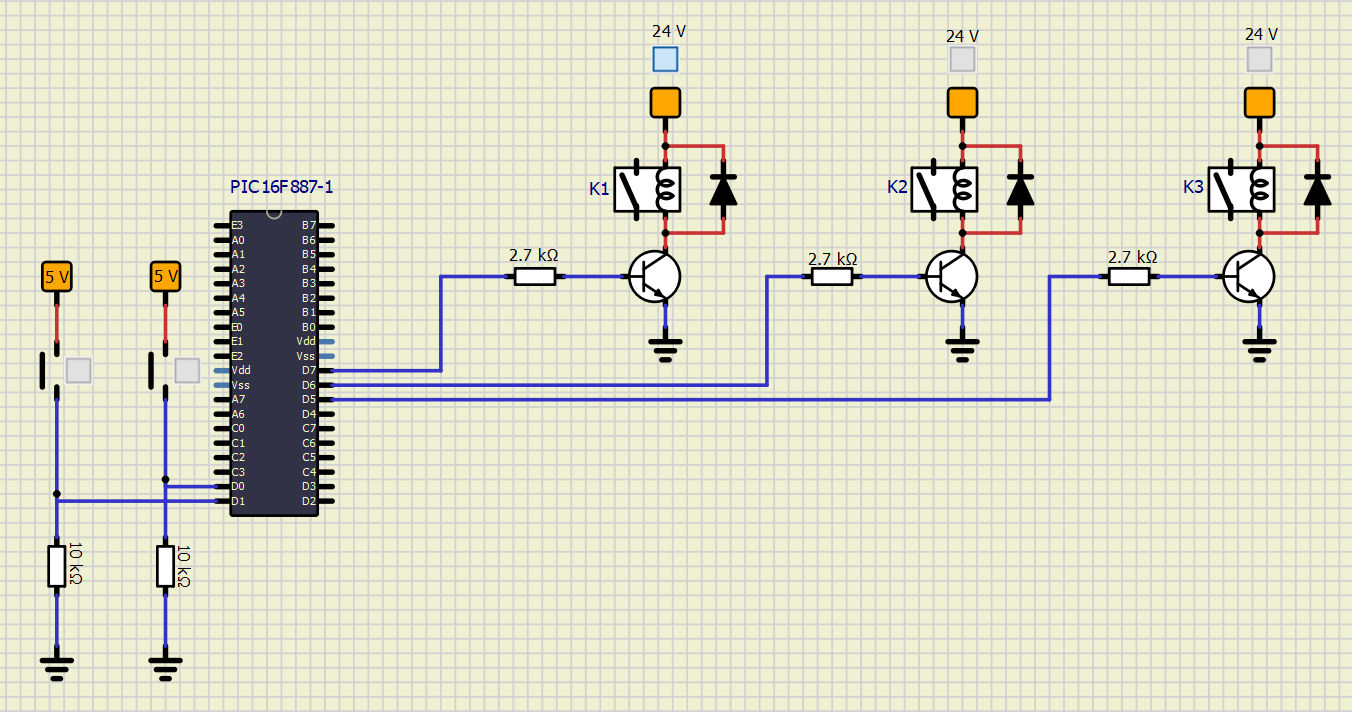 24 V
24 V
24 V
K1
K2
K3
PIC16F887-1
E3 B7
A0 B6
A1 B5
A2 B4
A3 B3
A4 B2
A5 B1
E0 B0
E1 Vdd
E2 Vss
Vdd D7
Vss D6
A7 D5
A6 D4
C0 C7
C1 C6
C2 C5
C3 C4
D0 D3
D1 D2
2.7 kΩ
2.7 kΩ
2.7 kΩ
5 V
5 V
10 kΩ
10 kΩ